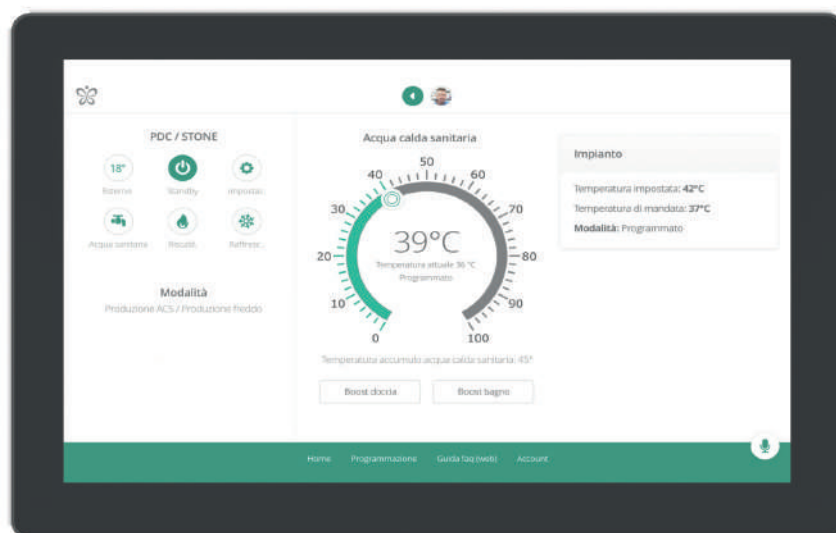 PDC / STONE
18°
Esterna
Standby
Impostaz.
Acqua sanitaria
Riscald.
Raffresc..
Modalità
Produzione ACS / Produzione freddo
Acqua calda sanitaria
0
10
20
30
40
50
60
70
80
90
100
39°C
Temperatura attuale 36 °C
Programmato
Temperatura accumulo acqua calda sanitaria: 45°
Boost doccia
Boost bagno
Impianto
Temperatura impostata: 42°C
Temperatura di mandata: 37°C
Modalità: Programmato
Home
Programmazione
Guida faq (web)
Account